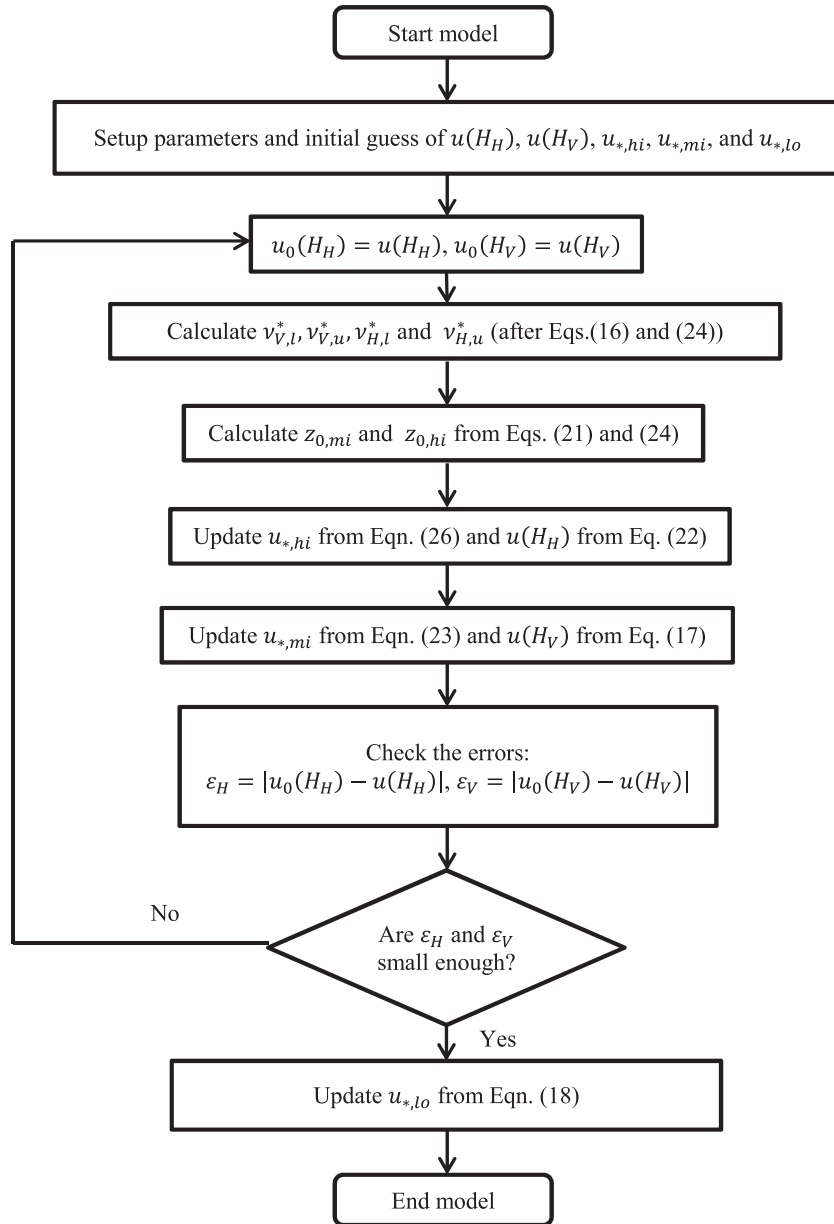 Start model
Setup parameters and initial guess of u(H_H), u(H_V), u_{*,hi}, u_{*,mi}, and u_{*,lo}
u_0(H_H) = u(H_H), u_0(H_V) = u(H_V)
Calculate ν^*_{V,l}, ν^*_{V,u}, ν^*_{H,l} and ν^*_{H,u} (after Eqs.(16) and (24))
Calculate z_{0,mi} and z_{0,hi} from Eqs. (21) and (24)
Update u_{*,hi} from Eqn. (26) and u(H_H) from Eq. (22)
Update u_{*,mi} from Eqn. (23) and u(H_V) from Eq. (17)
Check the errors:
ε_H = |u_0(H_H) − u(H_H)|, ε_V = |u_0(H_V) − u(H_V)|
No
Are ε_H and ε_V
small enough?
Yes
Update u_{*,lo} from Eqn. (18)
End model